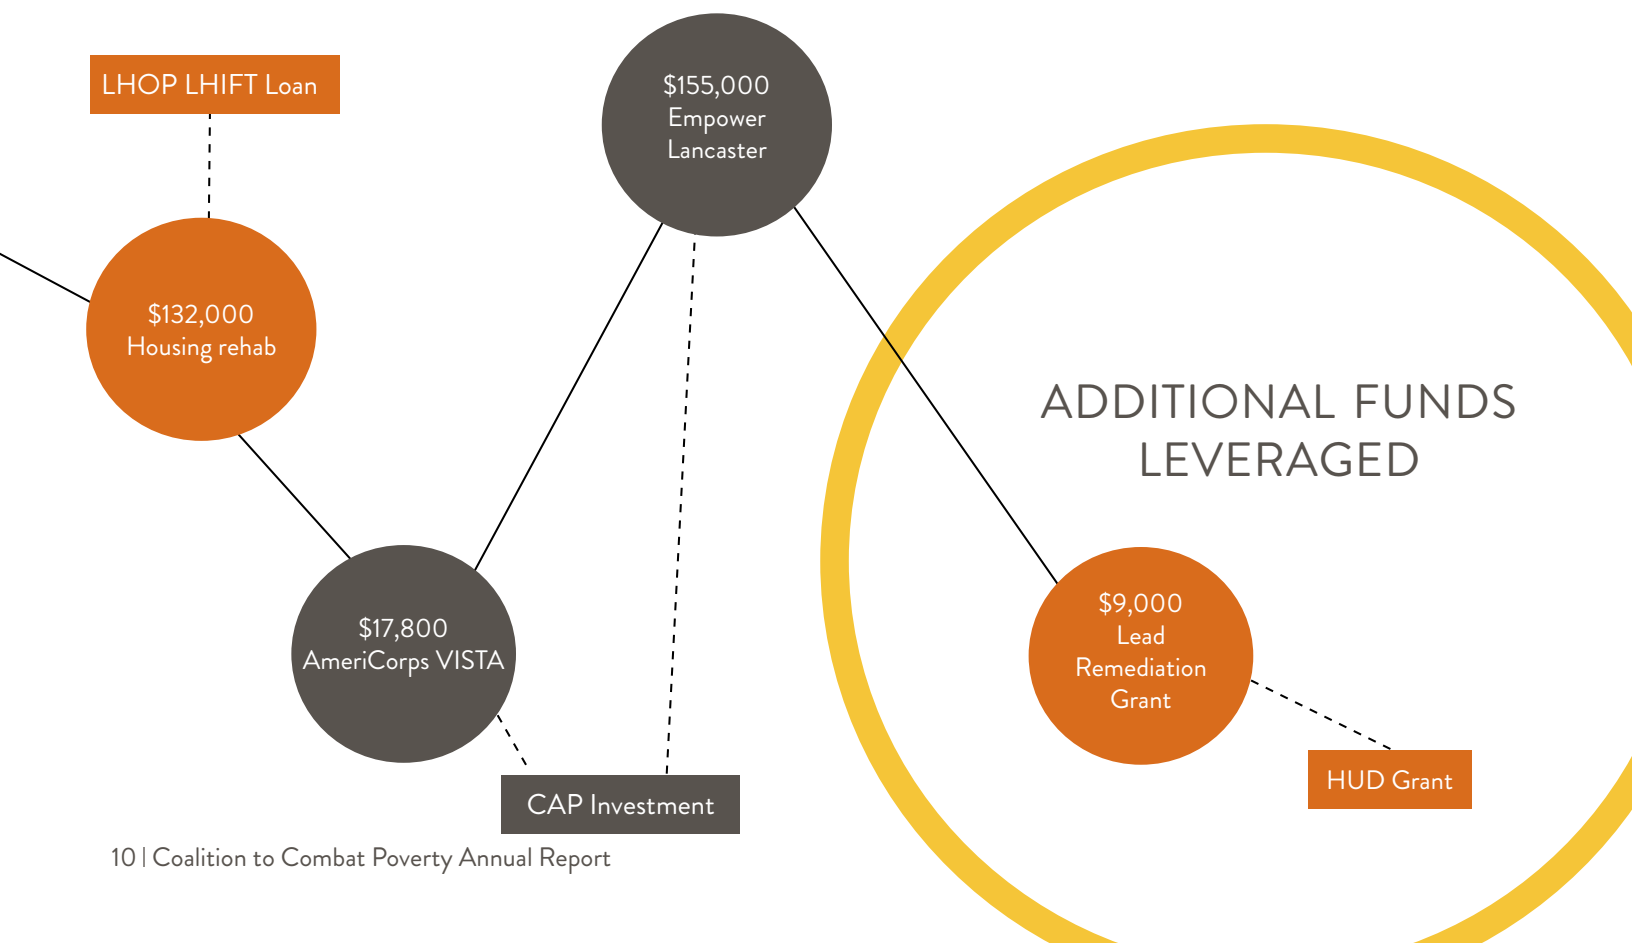 LHOP LHIFT Loan
$132,000
Housing rehab
$17,800
AmeriCorps VISTA
$155,000
Empower
Lancaster
CAP Investment
ADDITIONAL FUNDS
LEVERAGED
$9,000
Lead
Remediation
Grant
HUD Grant
10 | Coalition to Combat Poverty Annual Report